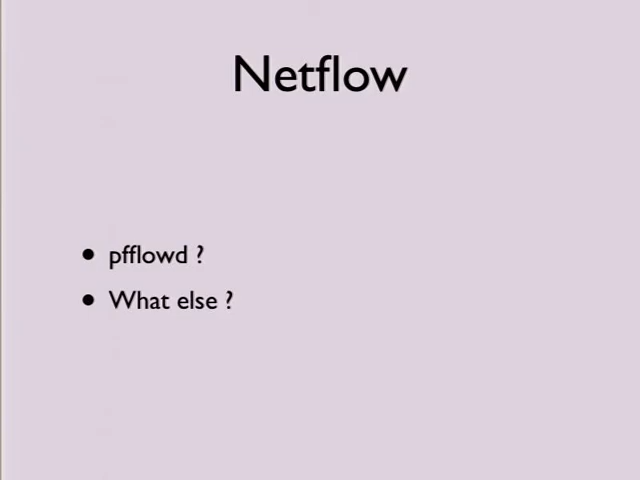 Netflow
• pfflowd ?
• What else ?